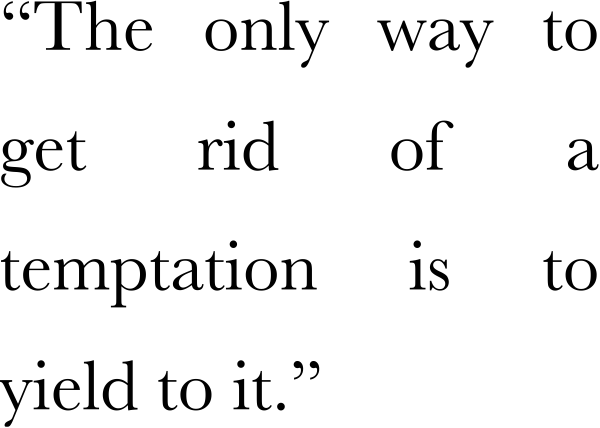 “The only way to
get rid of a
temptation is to
yield to it.”